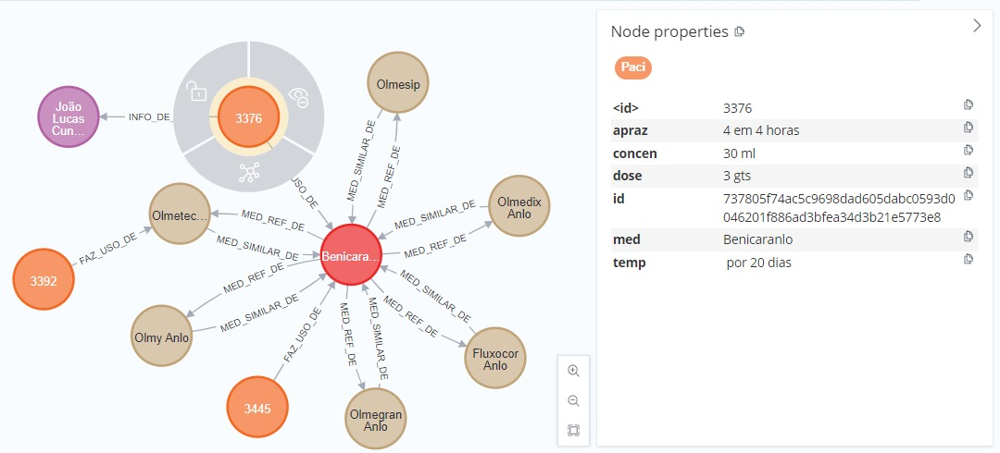 Node properties
Paci
<id> 3376
apraz 4 em 4 horas
concen 30 ml
dose 3 gts
id 737805f74ac5c9698dad605dabc0593d0
046201f886ad3bfea34d3b21e5773e8
med Benicaranlo
temp por 20 dias
João
Lucas
Cun...
INFO_DE_
3376
USO_DE
Olmesip
MED_SIMILAR_DE
MED_REF_DE
Olmetec...
MED_REF_DE
MED_SIMILAR_DE
Olmedix
Anlo
MED_SIMILAR_DE
MED_REF_DE
Benicara...
3392
FAZ_USO_DE
MED_REF_DE
MED_SIMILAR_DE
Olmy Anlo
FAZ_USO_DE
3445
MED_REF_DE
MED_SIMILAR_DE
Olmegran
Anlo
MED_SIMILAR_DE
MED_REF_DE
Fluxocor
Anlo